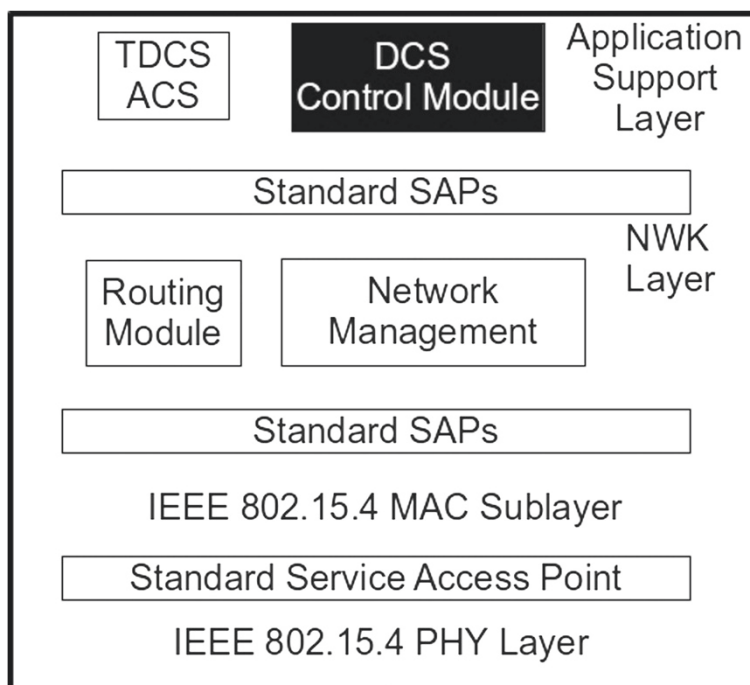 TDCS
ACS
DCS
Control Module
Application
Support
Layer
Standard SAPs
NWK
Layer
Routing
Module
Network
Management
Standard SAPs
IEEE 802.15.4 MAC Sublayer
Standard Service Access Point
IEEE 802.15.4 PHY Layer